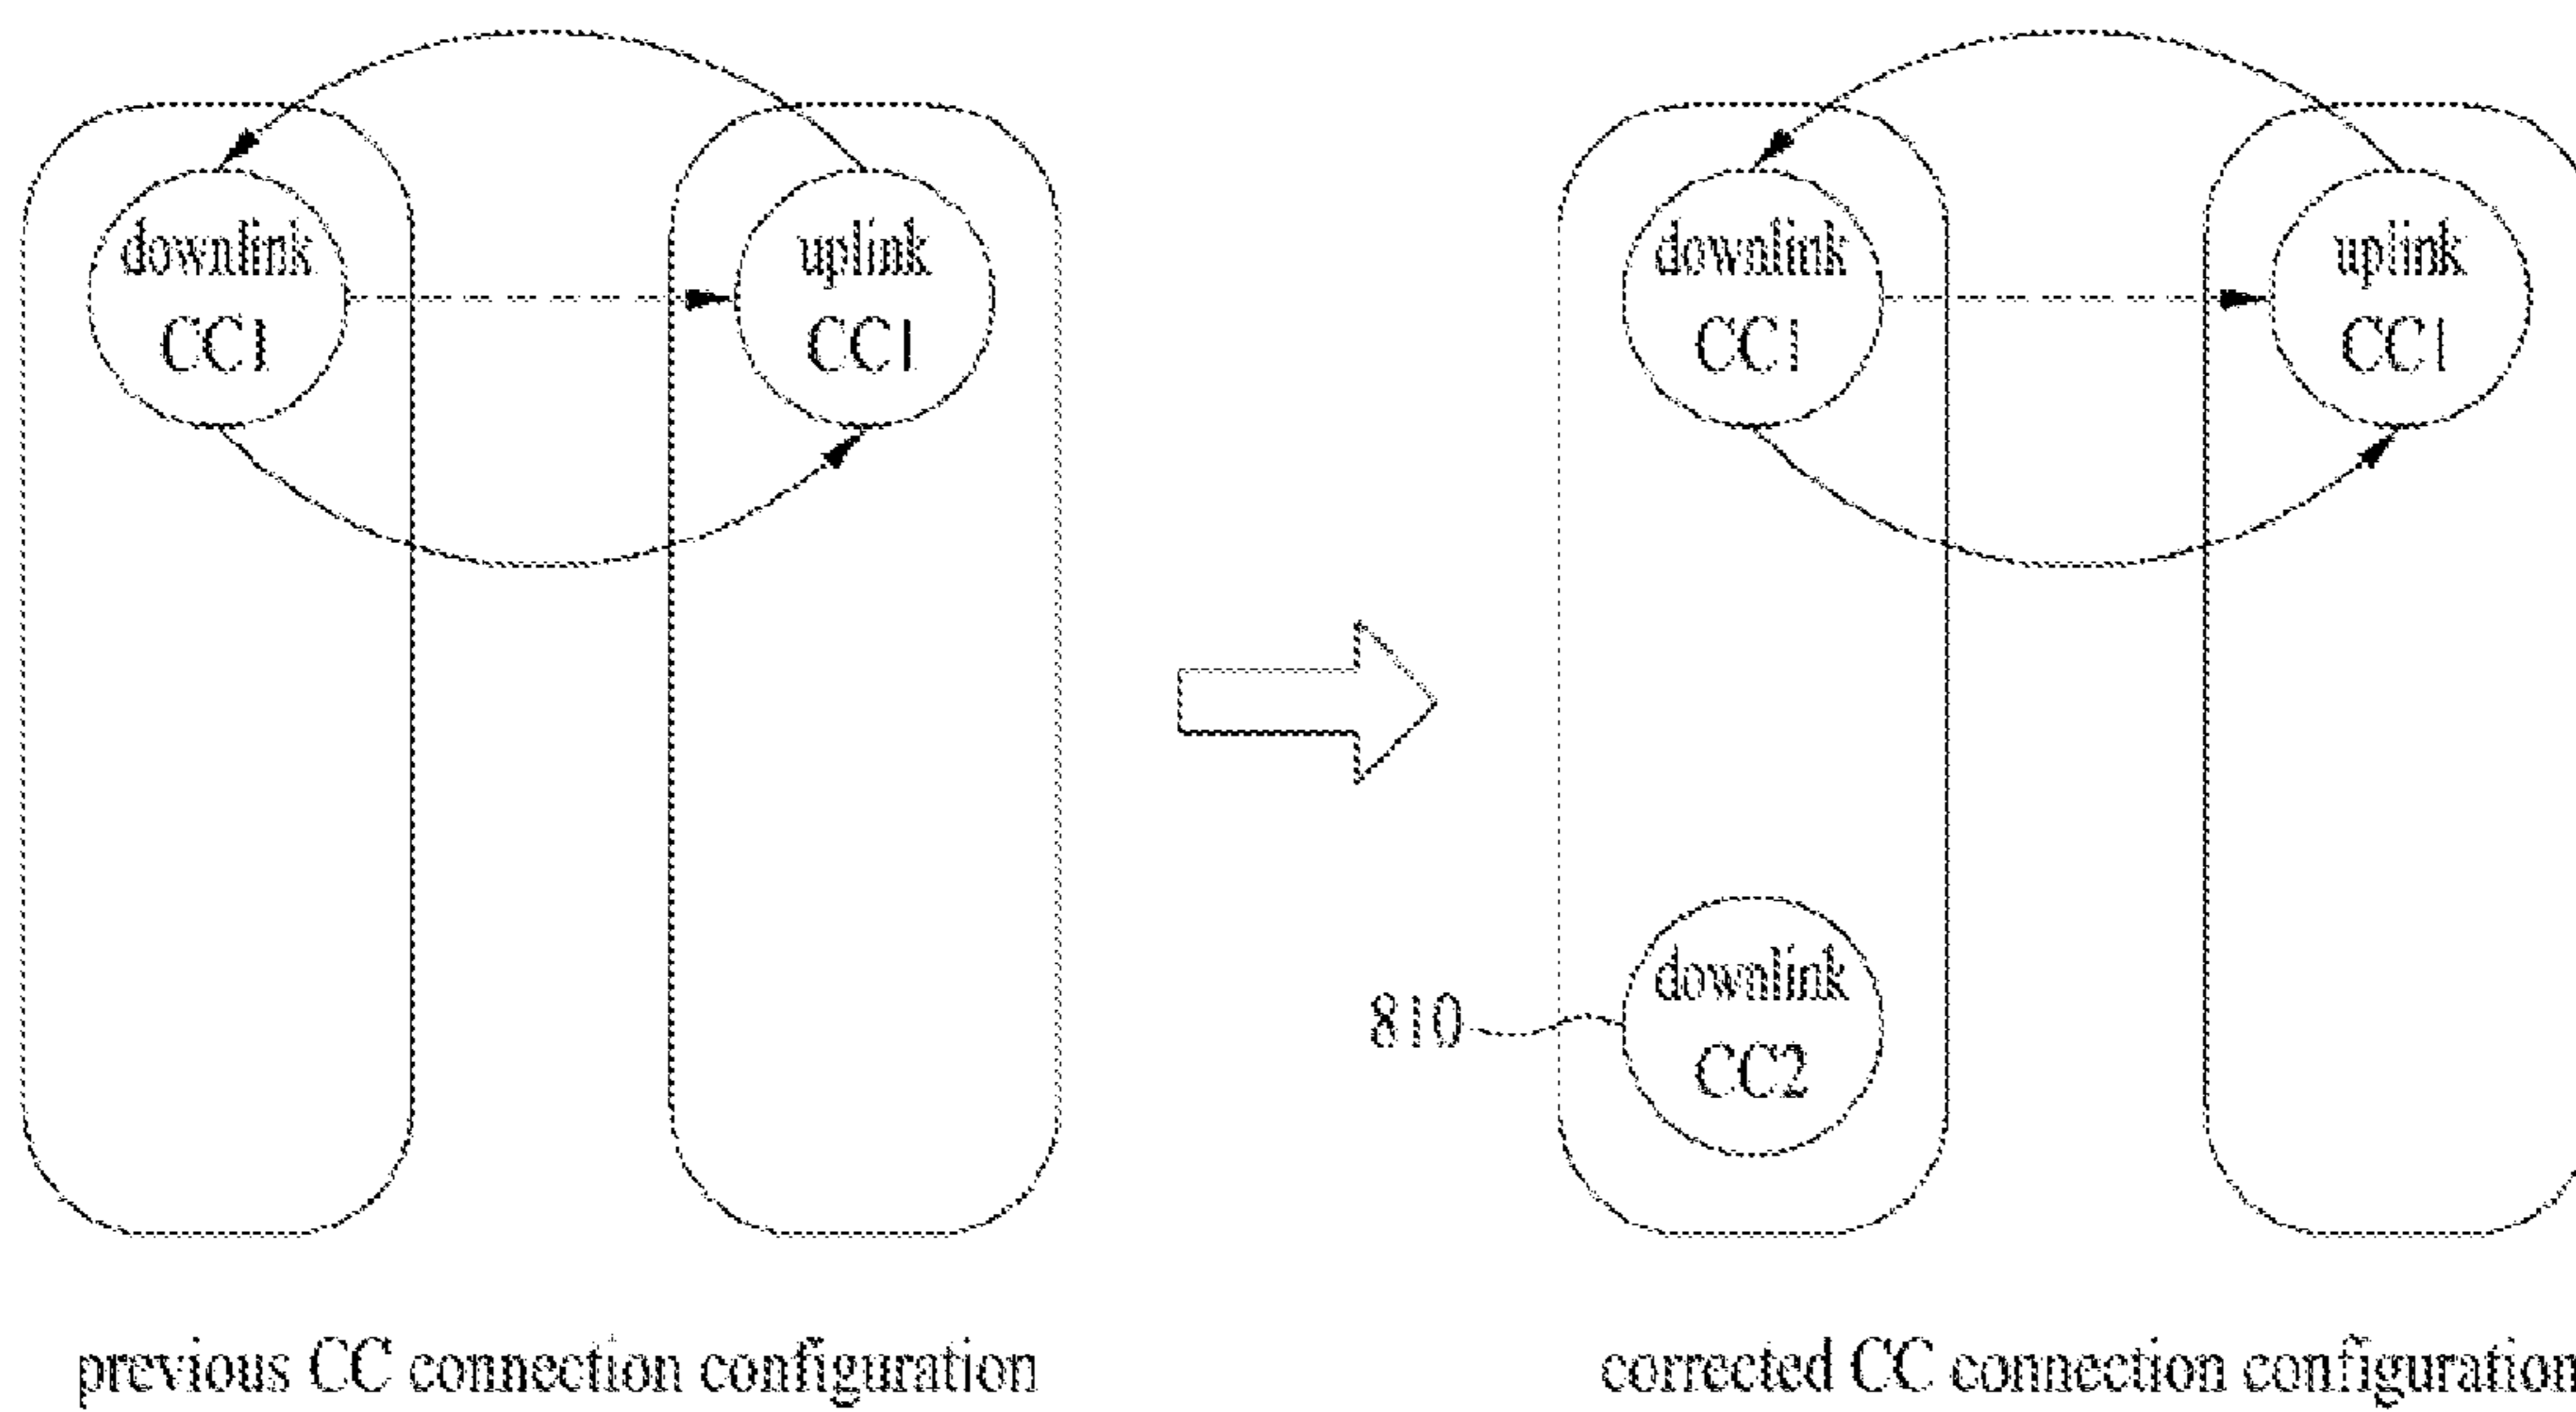 downlink
CC1
uplink
CC1
downlink
CC1
uplink
CC1
810
downlink
CC2
previous CC connection configuration
corrected CC connection configuration